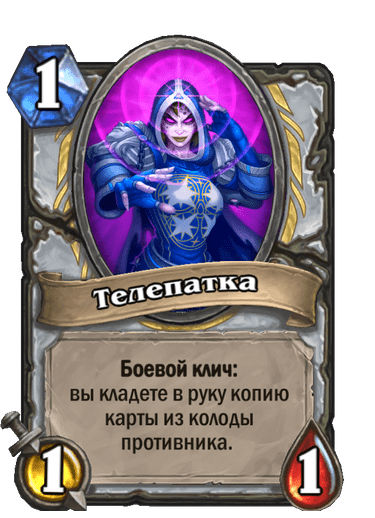 1
Телепатка
Боевой клич:
вы кладете в руку копию
карты из колоды
противника.
1
1